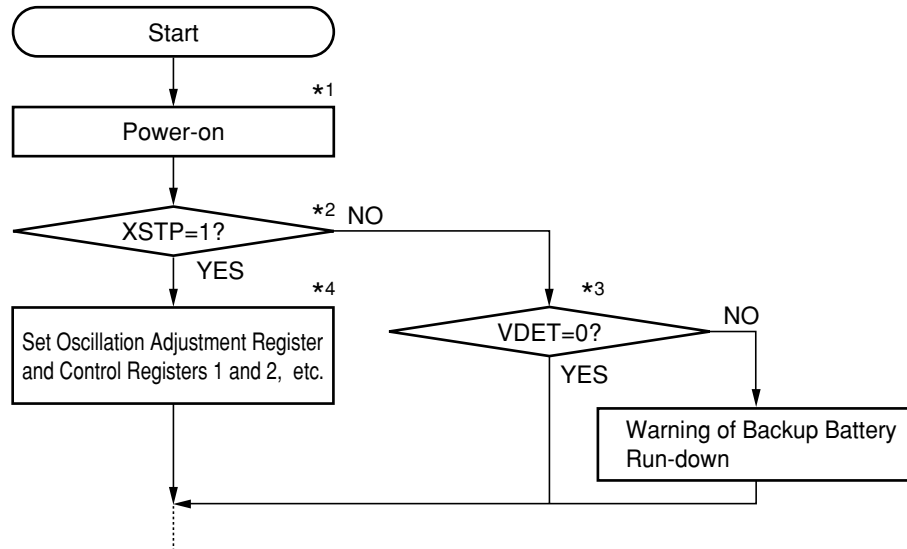 Start
*1
Power-on
*2
XSTP=1?
NO
YES
*4
Set Oscillation Adjustment Register
and Control Registers 1 and 2, etc.
*3
VDET=0?
NO
YES
Warning of Backup Battery
Run-down